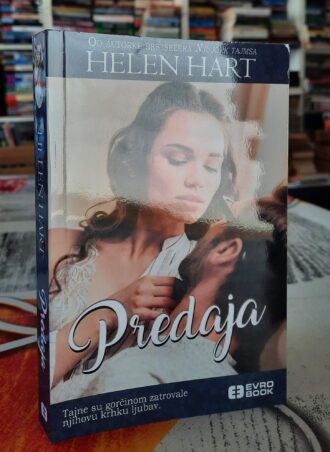 Od autorke bestselera Njujork tajmsa
HELEN HART
Predaja
Tajne su gorčinom zatrovale
njihovu krhku ljubav.
EVRO
BOOK
HELEN HART
Predaja